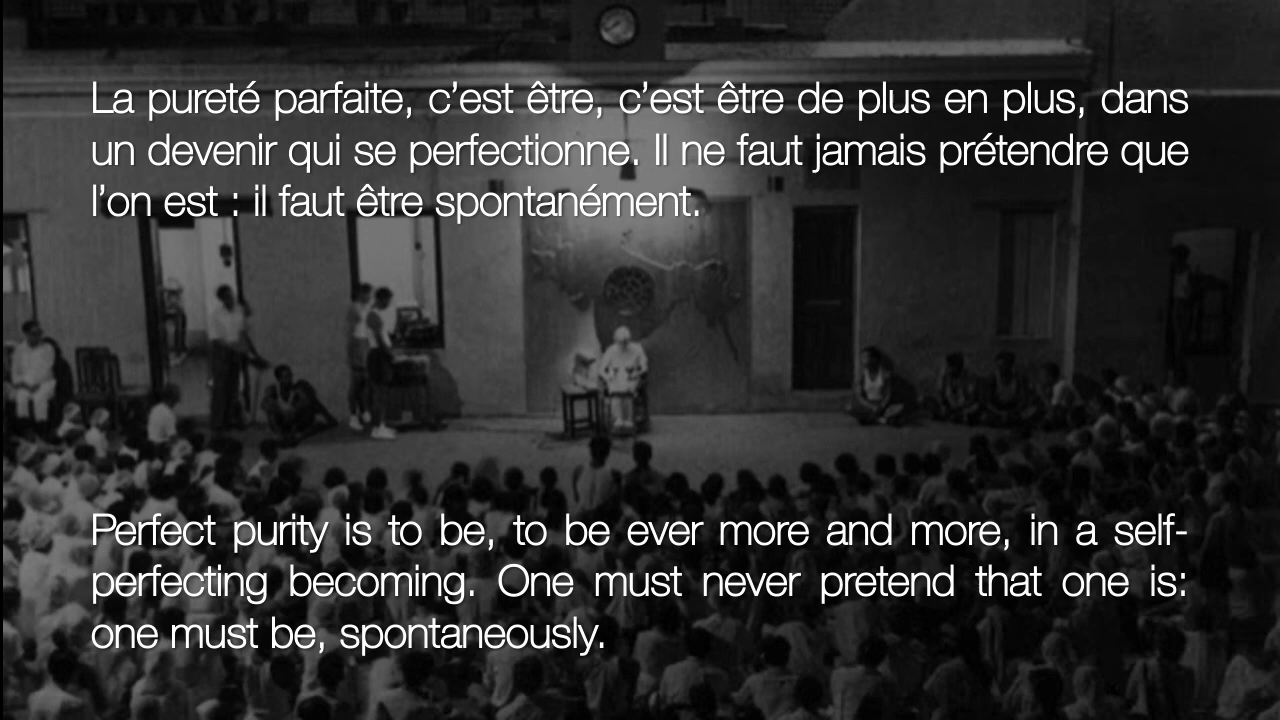 La pureté parfaite, c’est être, c’est être de plus en plus, dans
un devenir qui se perfectionne. Il ne faut jamais prétendre que
l’on est : il faut être spontanément.
Perfect purity is to be, to be ever more and more, in a self-
perfecting becoming. One must never pretend that one is:
one must be, spontaneously.